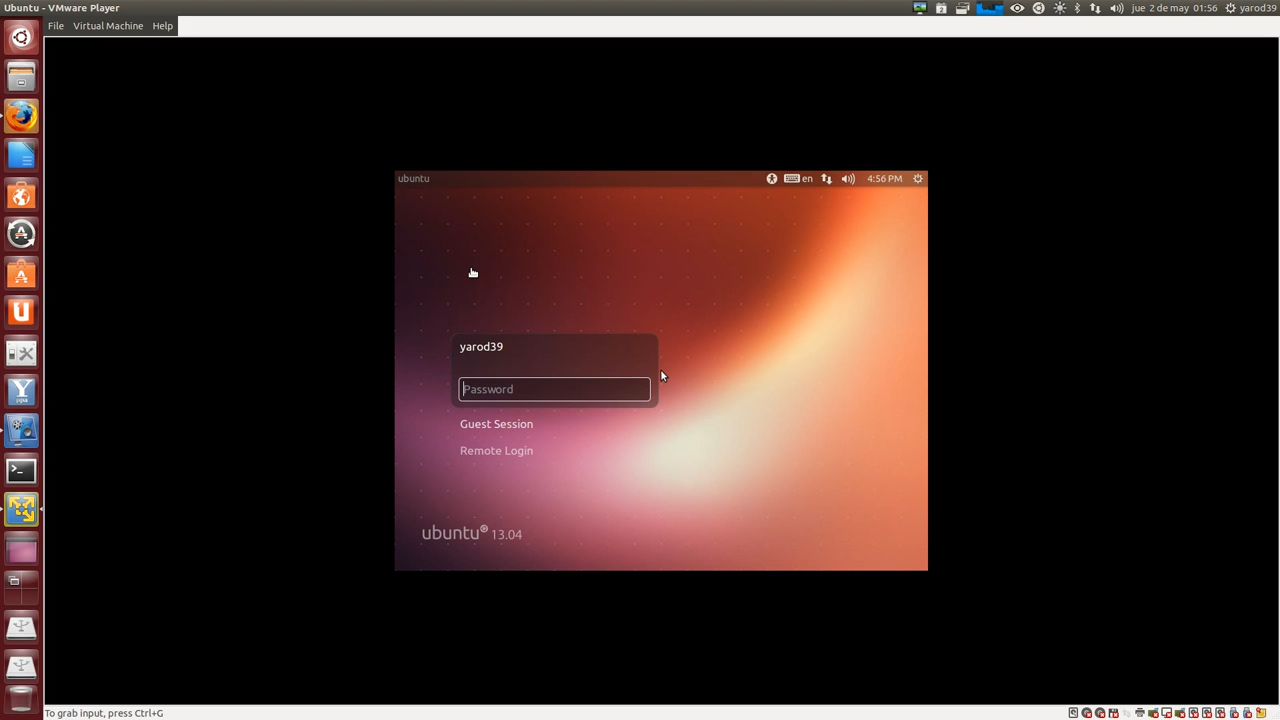 Ubuntu - VMware Player
2
jue 2 de may 01:56
yarod39
File Virtual Machine Help
ubuntu
en
4:56 PM
yarod39
Password
Guest Session
Remote Login
ubuntu® 13.04
To grab input, press Ctrl+G